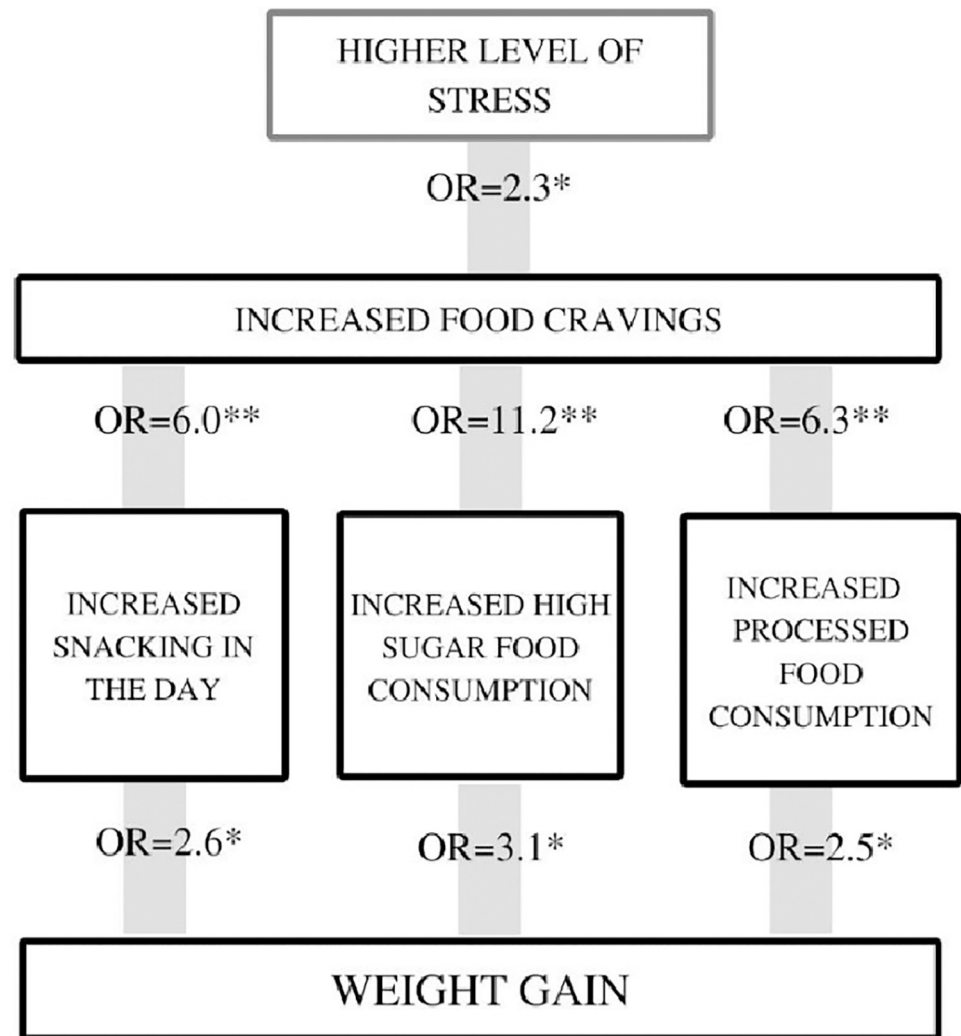 HIGHER LEVEL OF
STRESS
OR=2.3*
INCREASED FOOD CRAVINGS
OR=6.0**
OR=11.2**
OR=6.3**
INCREASED
SNACKING IN
THE DAY
INCREASED HIGH
SUGAR FOOD
CONSUMPTION
INCREASED
PROCESSED
FOOD
CONSUMPTION
OR=2.6*
OR=3.1*
OR=2.5*
WEIGHT GAIN